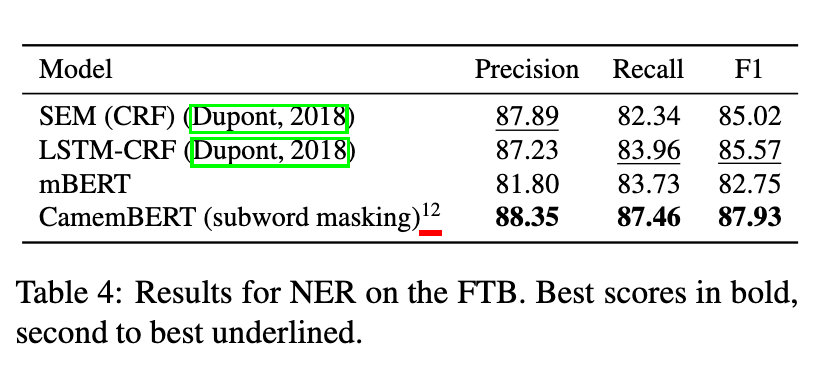 Model Precision Recall F1
SEM (CRF) (Dupont, 2018) 87.89 82.34 85.02
LSTM-CRF (Dupont, 2018) 87.23 83.96 85.57
mBERT 81.80 83.73 82.75
CamemBERT (subword masking)12 88.35 87.46 87.93
Table 4: Results for NER on the FTB. Best scores in bold,
second to best underlined.